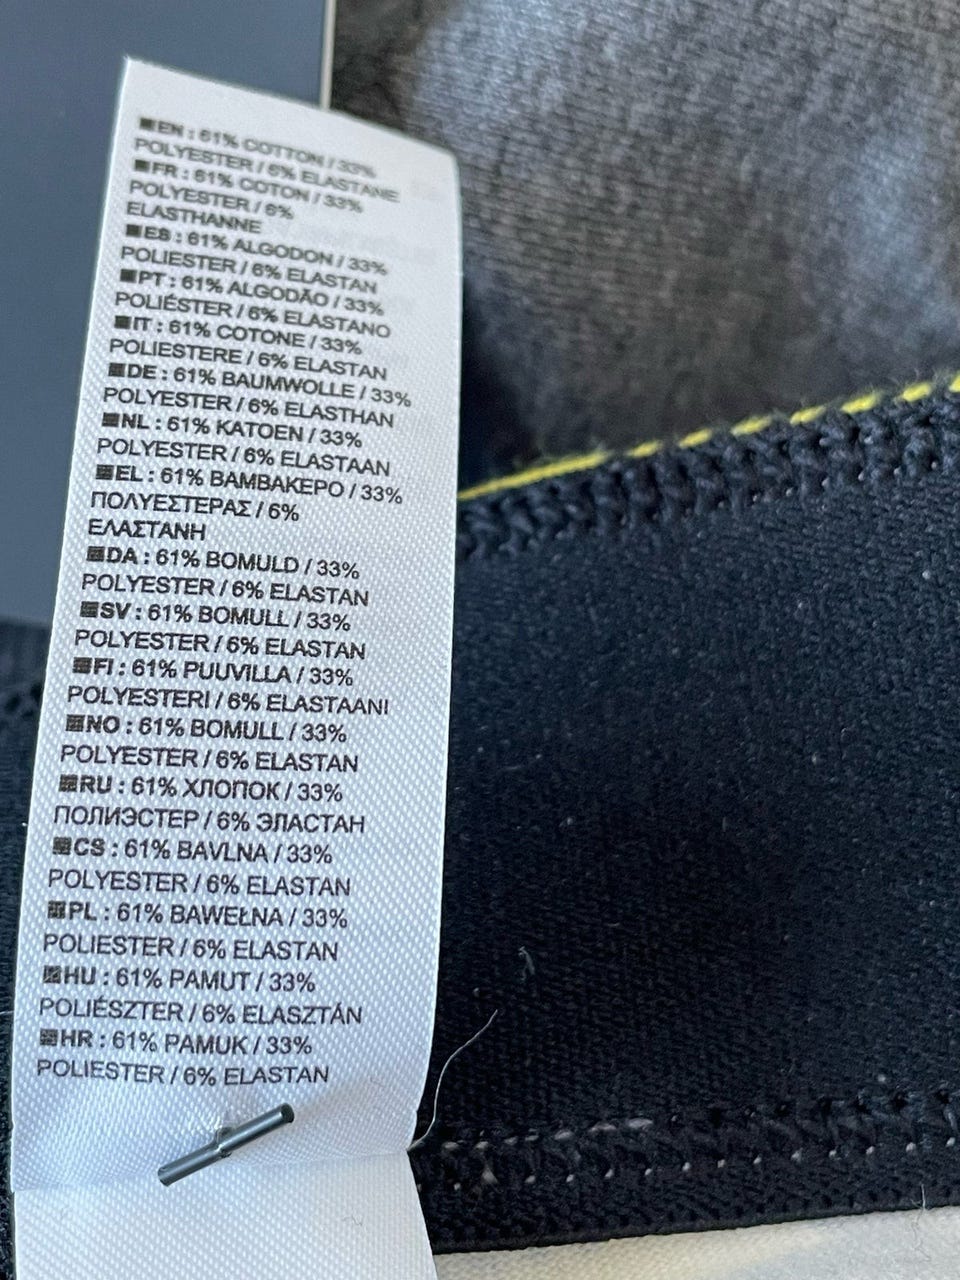 EN : 61% COTTON / 33%
POLYESTER / 6% ELASTANE
FR : 61% COTON / 33%
POLYESTER / 6%
ELASTHANNE
ES : 61% ALGODON / 33%
POLIESTER / 6% ELASTAN
PT : 61% ALGODÃO / 33%
POLIÉSTER / 6% ELASTANO
IT : 61% COTONE / 33%
POLIESTERE / 6% ELASTAN
DE : 61% BAUMWOLLE / 33%
POLYESTER / 6% ELASTHAN
NL : 61% KATOEN / 33%
POLYESTER / 6% ELASTAAN
EL : 61% ΒΑΜΒΑΚΕΡΟ / 33%
ΠΟΛΥΕΣΤΕΡΑΣ / 6%
ΕΛΑΣΤΑΝΗ
DA : 61% BOMULD / 33%
POLYESTER / 6% ELASTAN
SV : 61% BOMULL / 33%
POLYESTER / 6% ELASTAN
FI : 61% PUUVILLA / 33%
POLYESTERI / 6% ELASTAANI
NO : 61% BOMULL / 33%
POLYESTER / 6% ELASTAN
RU : 61% ХЛОПОК / 33%
ПОЛИЭСТЕР / 6% ЭЛАСТАН
CS : 61% BAVLNA / 33%
POLYESTER / 6% ELASTAN
PL : 61% BAWEŁNA / 33%
POLIESTER / 6% ELASTAN
HU : 61% PAMUT / 33%
POLIÉSZTER / 6% ELASZTÁN
HR : 61% PAMUK / 33%
POLIESTER / 6% ELASTAN